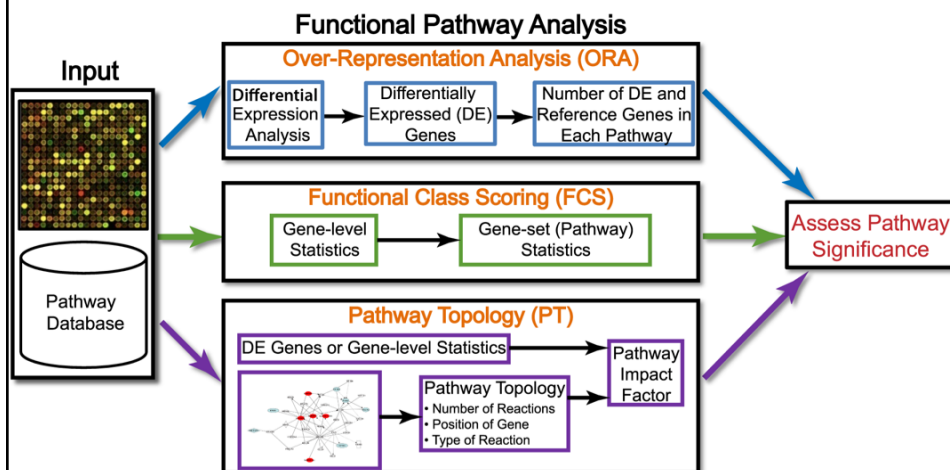 Functional Pathway Analysis
Input
Pathway
Database
Over-Representation Analysis (ORA)
Differential
Expression
Analysis
Differentially
Expressed (DE)
Genes
Number of DE and
Reference Genes in
Each Pathway
Functional Class Scoring (FCS)
Gene-level
Statistics
Gene-set (Pathway)
Statistics
Pathway Topology (PT)
DE Genes or Gene-level Statistics
Pathway Topology
• Number of Reactions
• Position of Gene
• Type of Reaction
Pathway
Impact
Factor
Assess Pathway
Significance